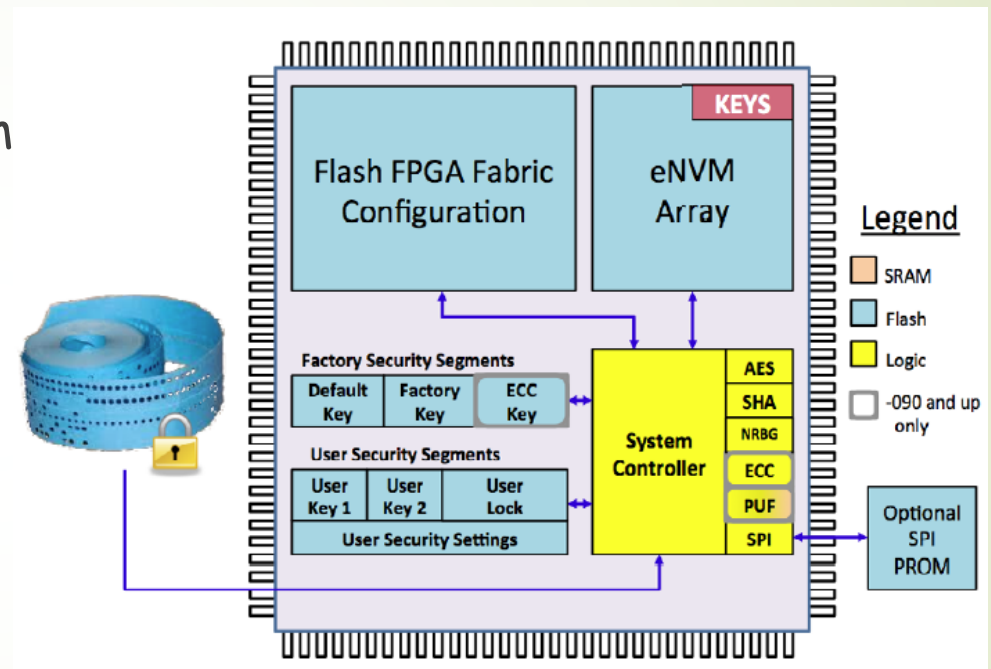 n
KEYS
Flash FPGA Fabric
Configuration
eNVM
Array
Legend
SRAM
Flash
Logic
-090 and up
only
Factory Security Segments
Default
Key
Factory
Key
ECC
Key
User Security Segments
User
Key 1
User
Key 2
User
Lock
User Security Settings
System
Controller
AES
SHA
NRBG
ECC
PUF
SPI
Optional
SPI
PROM